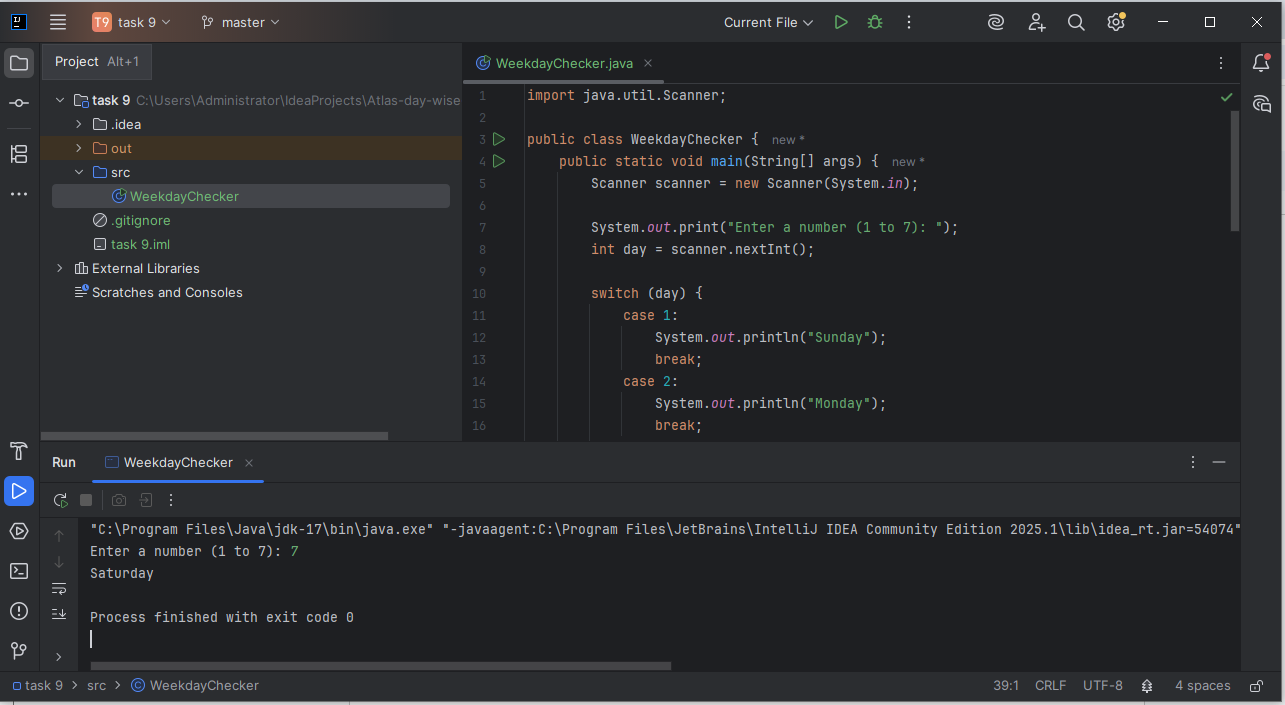 T9 task 9 master Current File
Project Alt+1
task 9 C:\Users\Administrator\IdeaProjects\Atlas-day-wise
.idea
out
src
WeekdayChecker
.gitignore
task 9.iml
External Libraries
Scratches and Consoles
WeekdayChecker.java
1 import java.util.Scanner;
2
3 public class WeekdayChecker { new *
4 public static void main(String[] args) { new *
5 Scanner scanner = new Scanner(System.in);
6
7 System.out.print("Enter a number (1 to 7): ");
8 int day = scanner.nextInt();
9
10 switch (day) {
11 case 1:
12 System.out.println("Sunday");
13 break;
14 case 2:
15 System.out.println("Monday");
16 break;
Run WeekdayChecker
"C:\Program Files\Java\jdk-17\bin\java.exe" "-javaagent:C:\Program Files\JetBrains\IntelliJ IDEA Community Edition 2025.1\lib\idea_rt.jar=54074"
Enter a number (1 to 7): 7
Saturday
Process finished with exit code 0
task 9 > src > WeekdayChecker 39:1 CRLF UTF-8 4 spaces